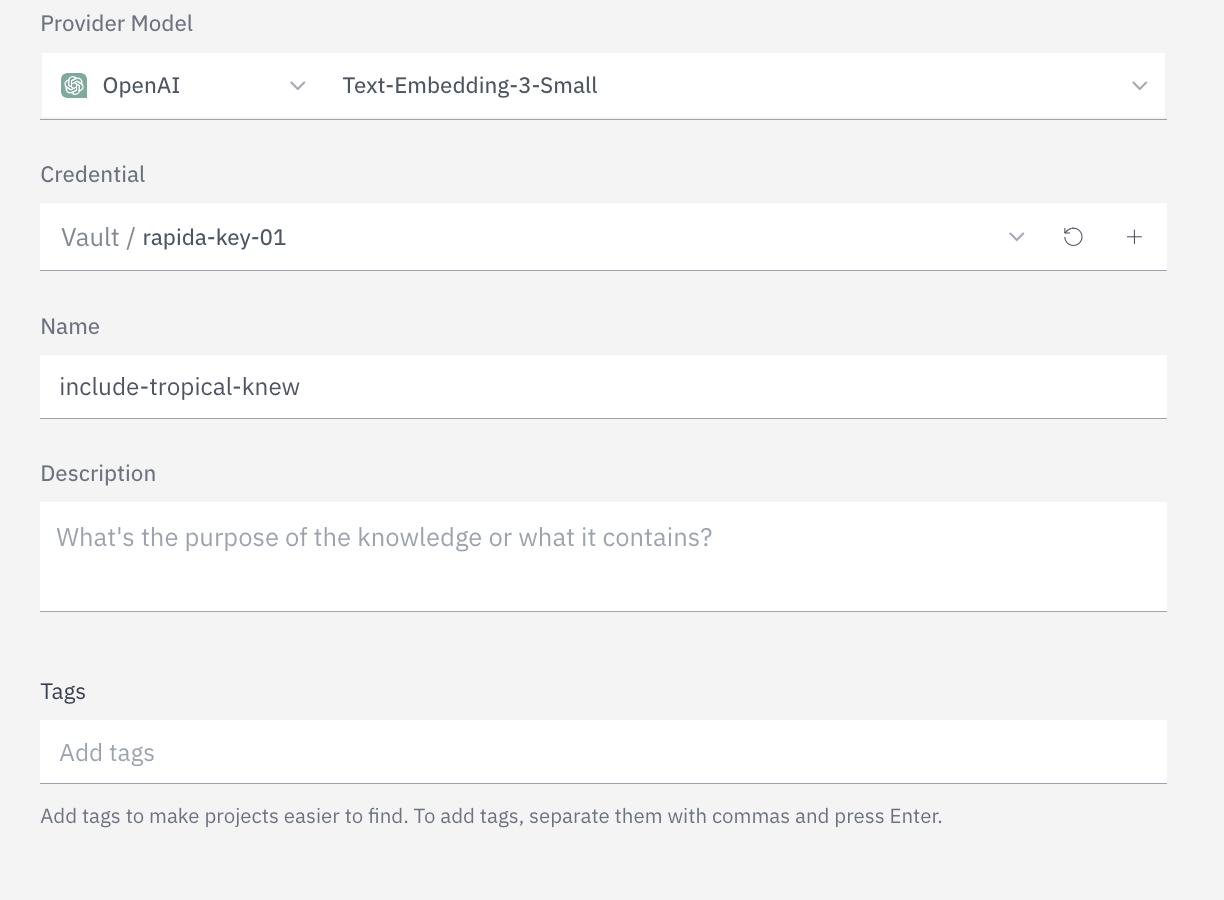 Provider Model
OpenAI Text-Embedding-3-Small
Credential
Vault / rapida-key-01
Name
include-tropical-knew
Description
What's the purpose of the knowledge or what it contains?
Tags
Add tags
Add tags to make projects easier to find. To add tags, separate them with commas and press Enter.